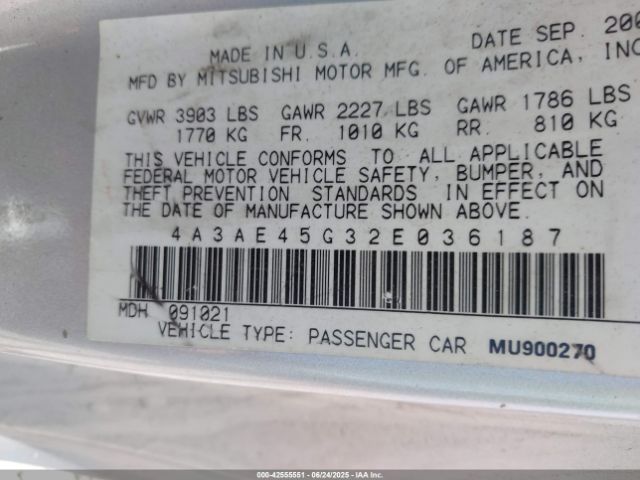 MADE IN U.S.A. DATE SEP. 200
MFD BY MITSUBISHI MOTOR MFG. OF AMERICA, INC
GVWR 3903 LBS GAWR 2227 LBS GAWR 1786 LBS
1770 KG FR. 1010 KG RR. 810 KG
THIS VEHICLE CONFORMS TO ALL APPLICABLE
FEDERAL MOTOR VEHICLE SAFETY, BUMPER, AND
THEFT PREVENTION STANDARDS IN EFFECT ON
THE DATE OF MANUFACTURE SHOWN ABOVE.
4A3AE45G32E036187
MDH 091021
VEHICLE TYPE: PASSENGER CAR MU900270
000-42555551 06/24/2025 - IAAI.COM